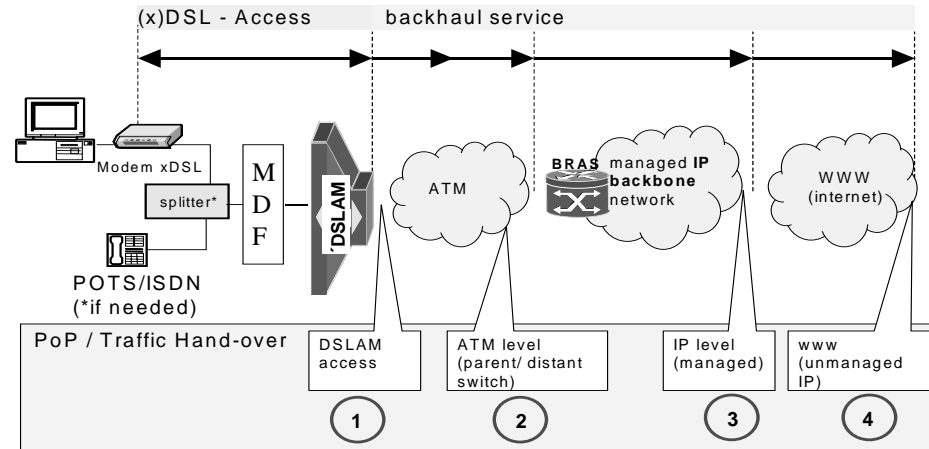 (x)DSL - Access
backhaul service
Modem xDSL
splitter*
M
D
F
´DSLAM
ATM
BRAS
managed IP
backbone
network
WWW
(internet)
POTS/ISDN
(*if needed)
PoP / Traffic Hand-over
DSLAM
access
ATM level
(parent/ distant
switch)
IP level
(managed)
www
(unmanaged
IP)
1
2
3
4